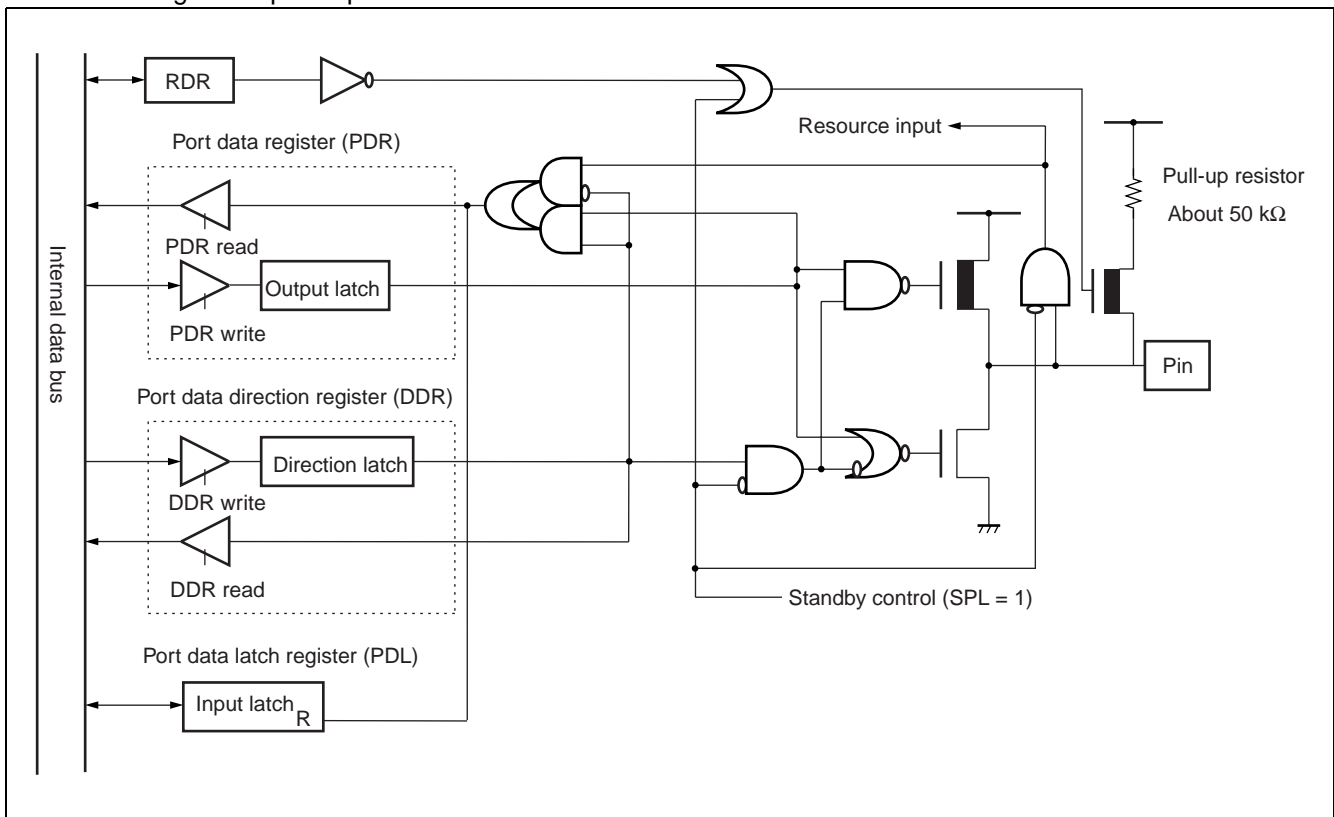 RDR
Port data register (PDR)
Resource input
Pull-up resistor
About 50 kΩ
PDR read
Internal data bus
Output latch
PDR write
Pin
Port data direction register (DDR)
Direction latch
DDR write
DDR read
Standby control (SPL = 1)
Port data latch register (PDL)
Input latch
R